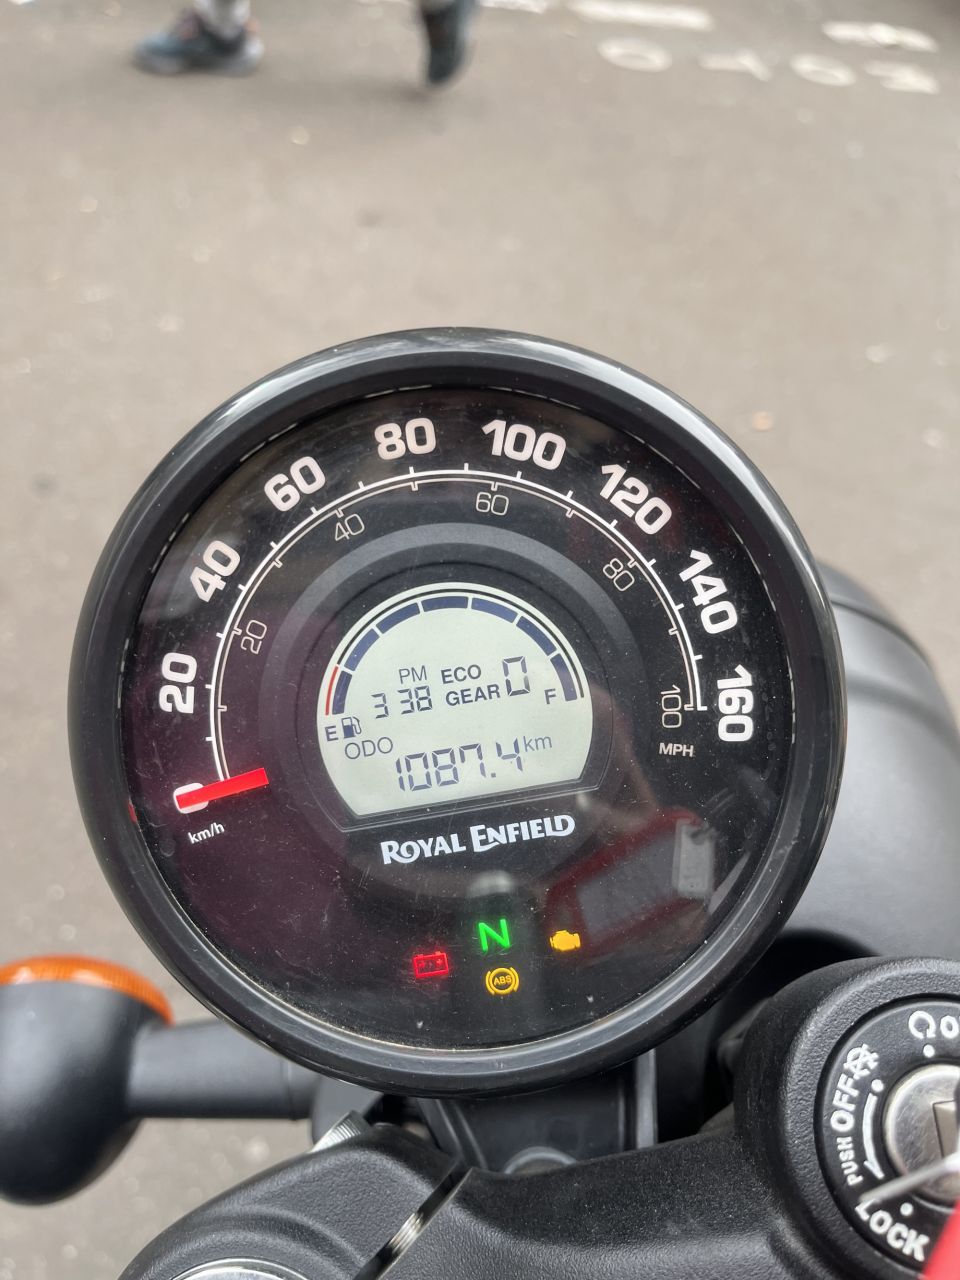 0
20
40
60
80
100
120
140
160
20
40
60
80
100
MPH
km/h
PM ECO
3 38 GEAR 0
E F
ODO
1087.4 km
ROYAL ENFIELD
N
ABS
OFF
PUSH
LOCK